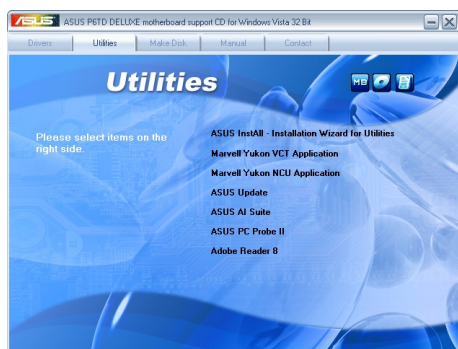 ASUS ASUS P6TD DELUXE motherboard support CD for Windows Vista 32 Bit
Drivers Utilities Make Disk Manual Contact
Utilities
MB
Please select items on the right side.
ASUS InstAll - Installation Wizard for Utilities
Marvell Yukon VCT Application
Marvell Yukon NCU Application
ASUS Update
ASUS AI Suite
ASUS PC Probe II
Adobe Reader 8